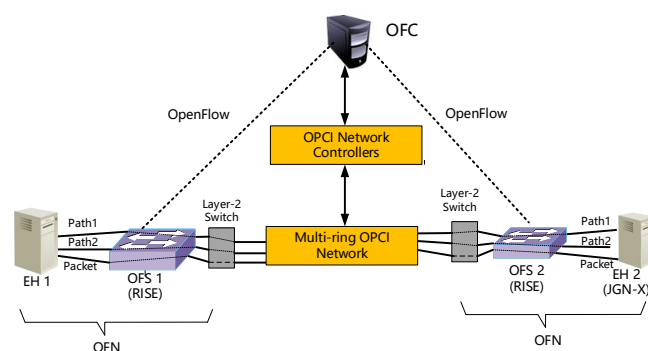 OFC
OpenFlow
OpenFlow
OPCI Network
Controllers
Layer-2
Switch
Layer-2
Switch
Path1
Path2
Packet
Multi-ring OPCI
Network
Path1
Path2
Packet
EH 1
OFS 1
(RISE)
OFS 2
(RISE)
EH 2
(JGN-X)
OFN
OFN